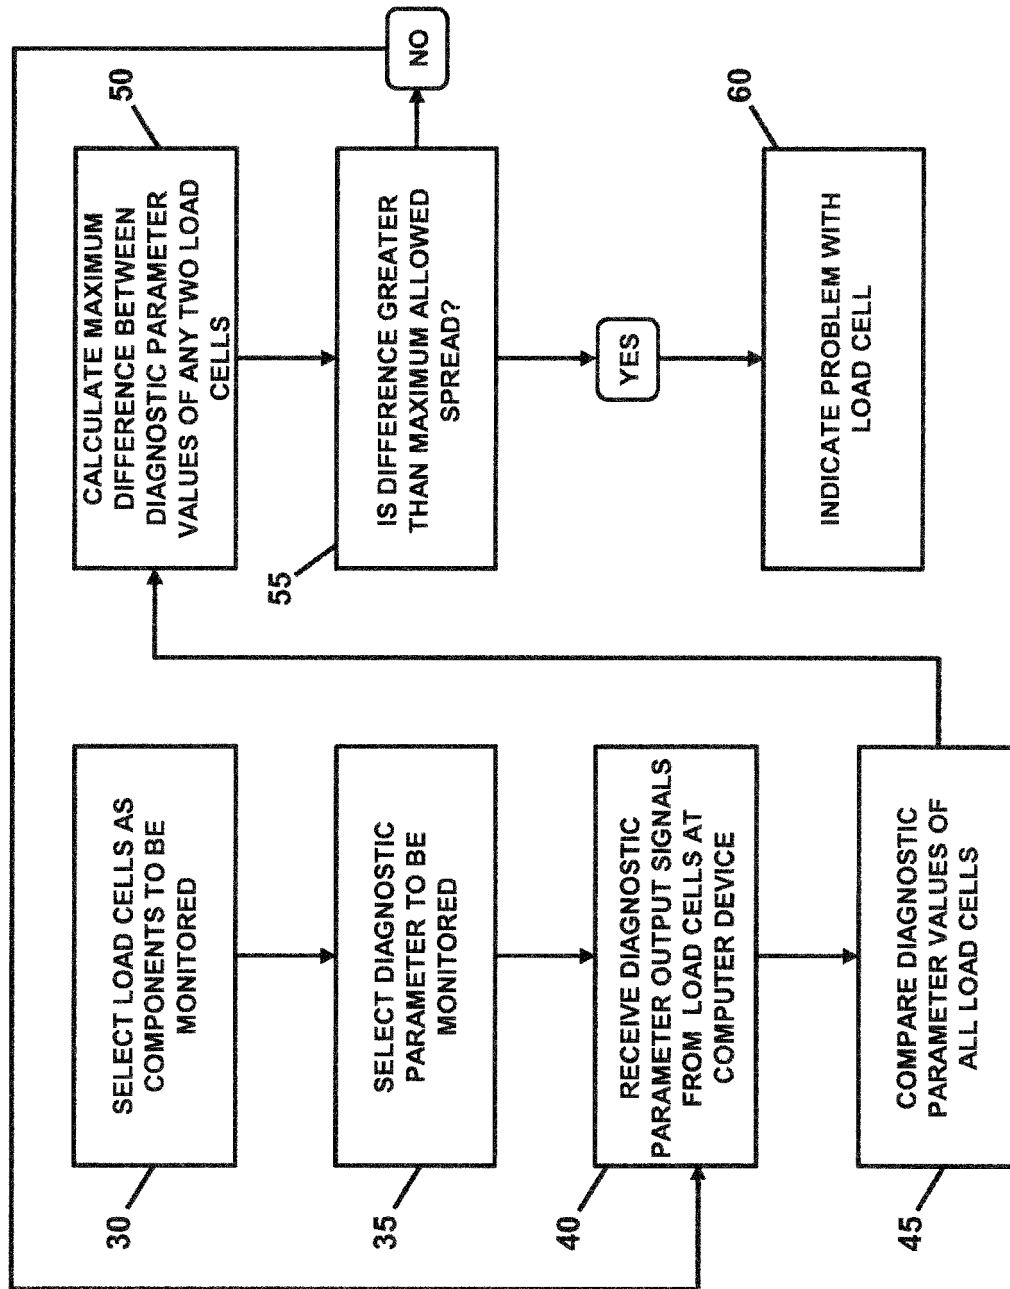 30
SELECT LOAD CELLS AS
COMPONENTS TO BE
MONITORED
35
SELECT DIAGNOSTIC
PARAMETER TO BE
MONITORED
40
RECEIVE DIAGNOSTIC
PARAMETER OUTPUT SIGNALS
FROM LOAD CELLS AT
COMPUTER DEVICE
45
COMPARE DIAGNOSTIC
PARAMETER VALUES OF
ALL LOAD CELLS
50
CALCULATE MAXIMUM
DIFFERENCE BETWEEN
DIAGNOSTIC PARAMETER
VALUES OF ANY TWO LOAD
CELLS
55
IS DIFFERENCE GREATER
THAN MAXIMUM ALLOWED
SPREAD?
NO
YES
60
INDICATE PROBLEM WITH
LOAD CELL